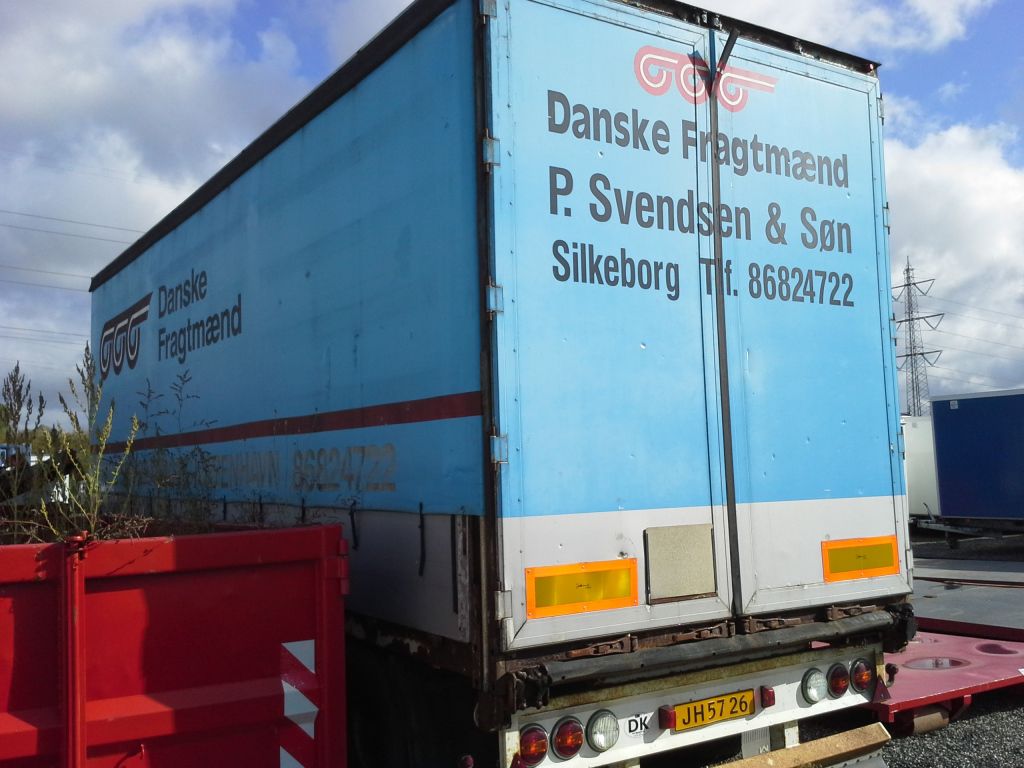 Danske Fragtmænd
P. Svendsen & Søn
Silkeborg Tlf. 86824722
Danske
Fragtmænd
86824722
DK
JH 57 26